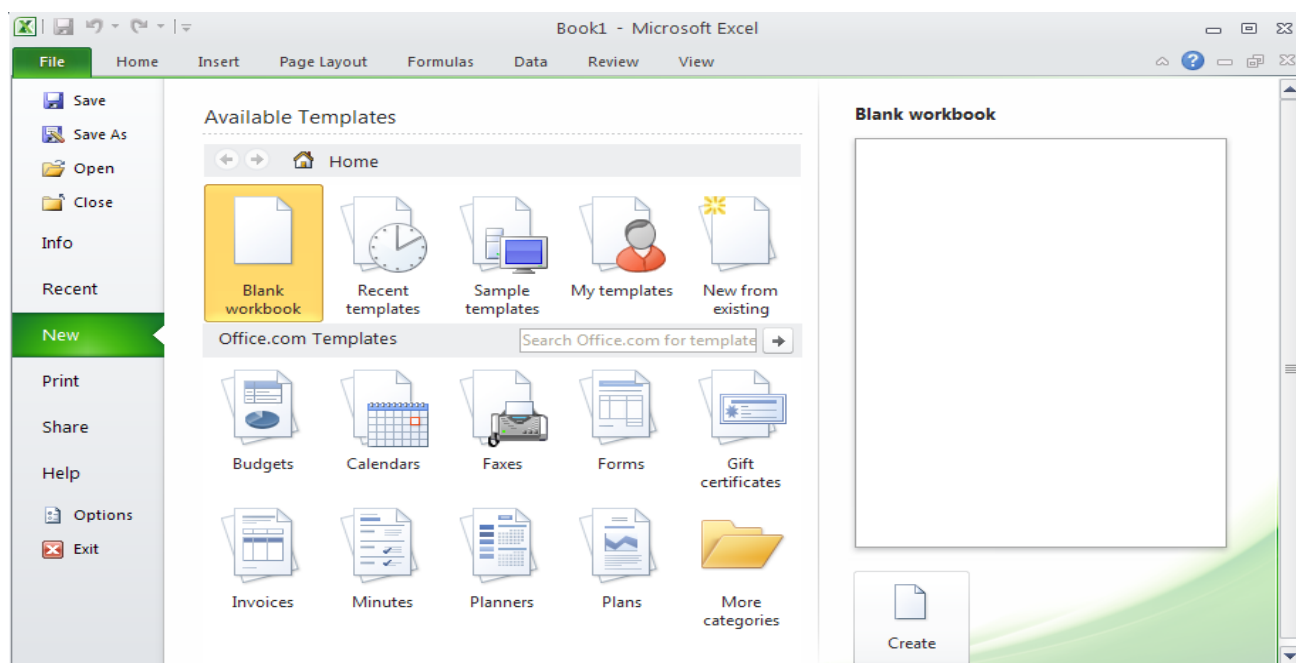 Book1 - Microsoft Excel
File Home Insert Page Layout Formulas Data Review View
Save
Save As
Open
Close
Info
Recent
New
Print
Share
Help
Options
Exit
Available Templates
Home
Blank workbook
Recent templates
Sample templates
My templates
New from existing
Office.com Templates
Search Office.com for template
Budgets
Calendars
Faxes
Forms
Gift certificates
Invoices
Minutes
Planners
Plans
More categories
Blank workbook
Create